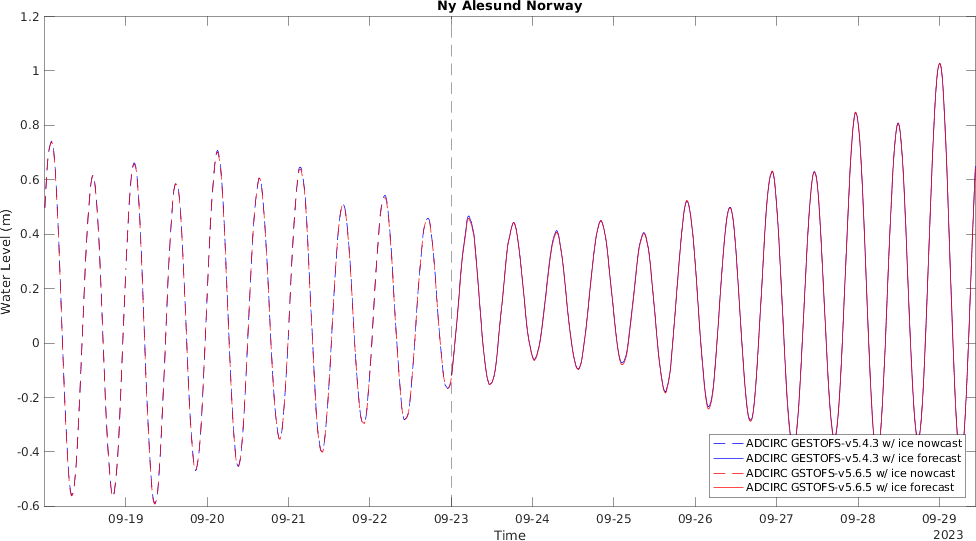 Ny Alesund Norway
1.2
1
0.8
0.6
0.4
0.2
0
-0.2
-0.4
-0.6
Water Level (m)
ADCIRC GESTOFS-v5.4.3 w/ ice nowcast
ADCIRC GESTOFS-v5.4.3 w/ ice forecast
ADCIRC GSTOFS-v5.6.5 w/ ice nowcast
ADCIRC GSTOFS-v5.6.5 w/ ice forecast
09-19 09-20 09-21 09-22 09-23 09-24 09-25 09-26 09-27 09-28 09-29
Time
2023